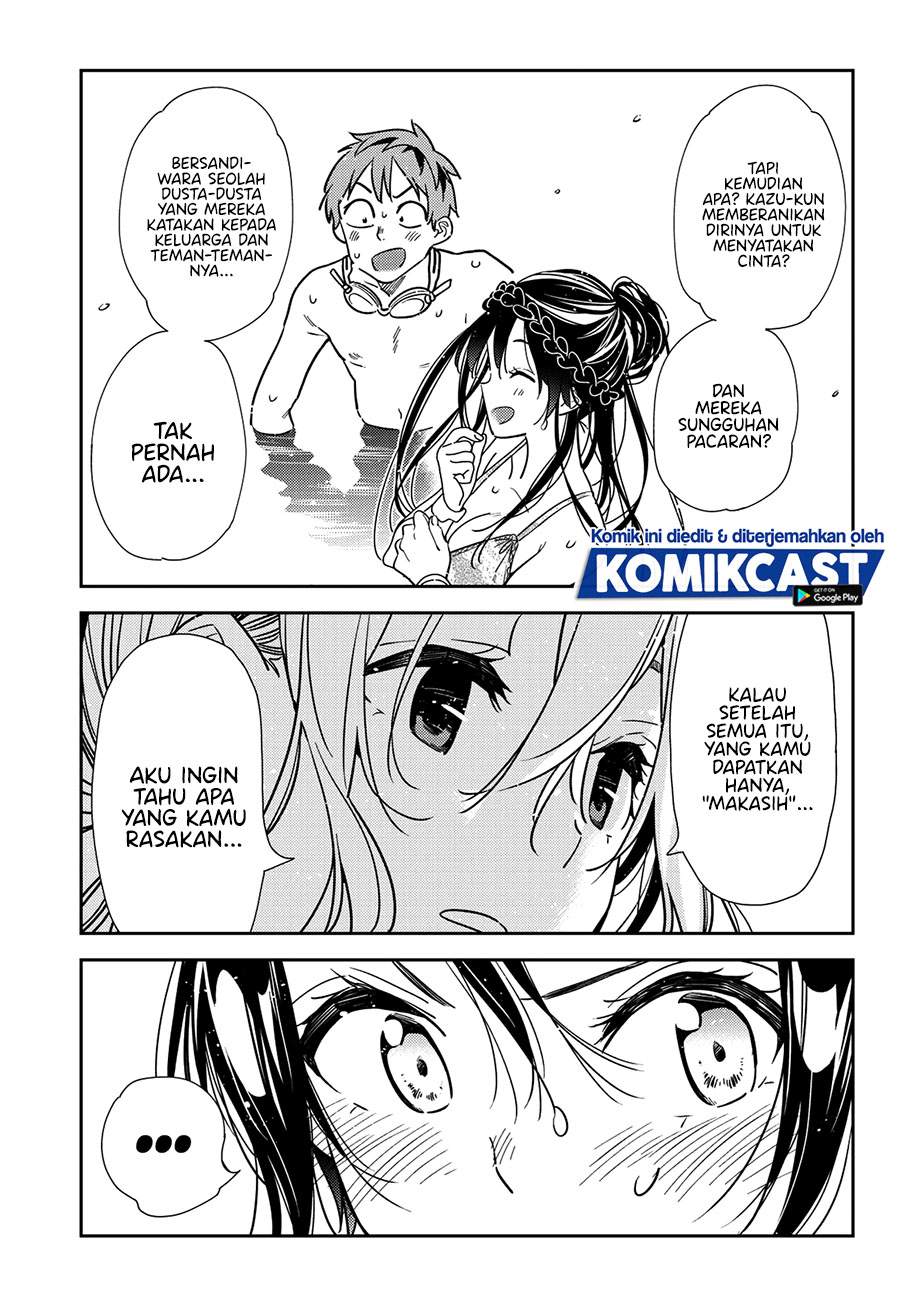 TAPI
KEMUDIAN
APA? KAZU-KUN
MEMBERANIKAN
DIRINYA UNTUK
MENYATAKAN
CINTA?
DAN
MEREKA
SUNGGUHAN
PACARAN?
BERSANDI-
WARA SEOLAH
DUSTA-DUSTA
YANG MEREKA
KATAKAN KEPADA
KELUARGA DAN
TEMAN-TEMAN-
NYA...
TAK
PERNAH
ADA...
Komik ini diedit & diterjemahkan oleh
KOMIKCAST
GET IT ON
Google Play
KALAU
SETELAH
SEMUA ITU,
YANG KAMU
DAPATKAN
HANYA,
"MAKASIH"...
AKU INGIN
TAHU APA
YANG KAMU
RASAKAN...
...